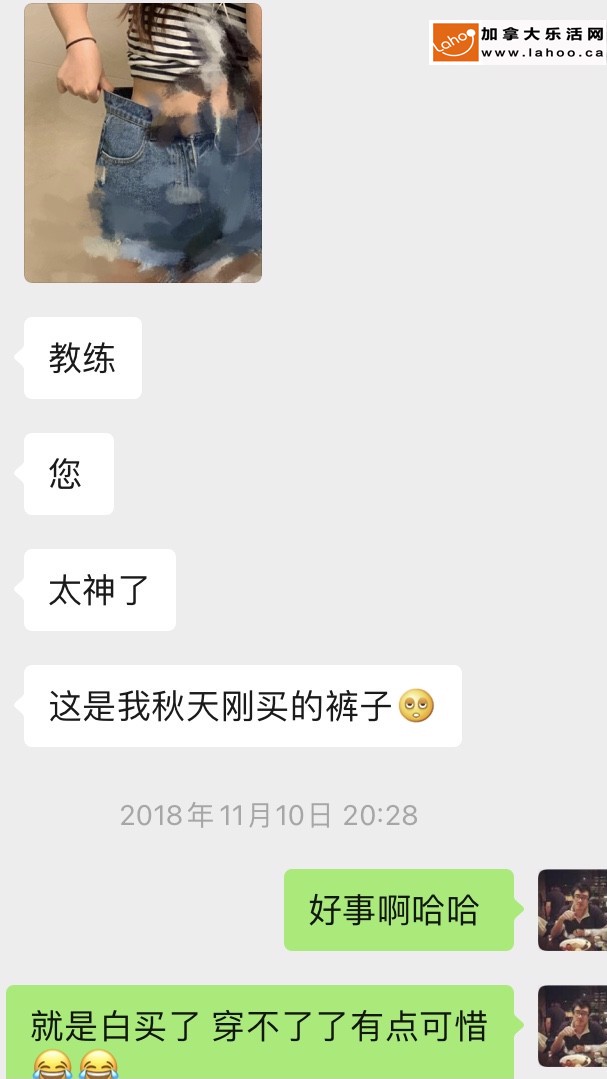 Lahoo
加拿大乐活网
www.lahoo.ca
教练
您
太神了
这是我秋天刚买的裤子🙄
2018年11月10日 20:28
好事啊哈哈
就是白买了 穿不了了有点可惜
😂😂